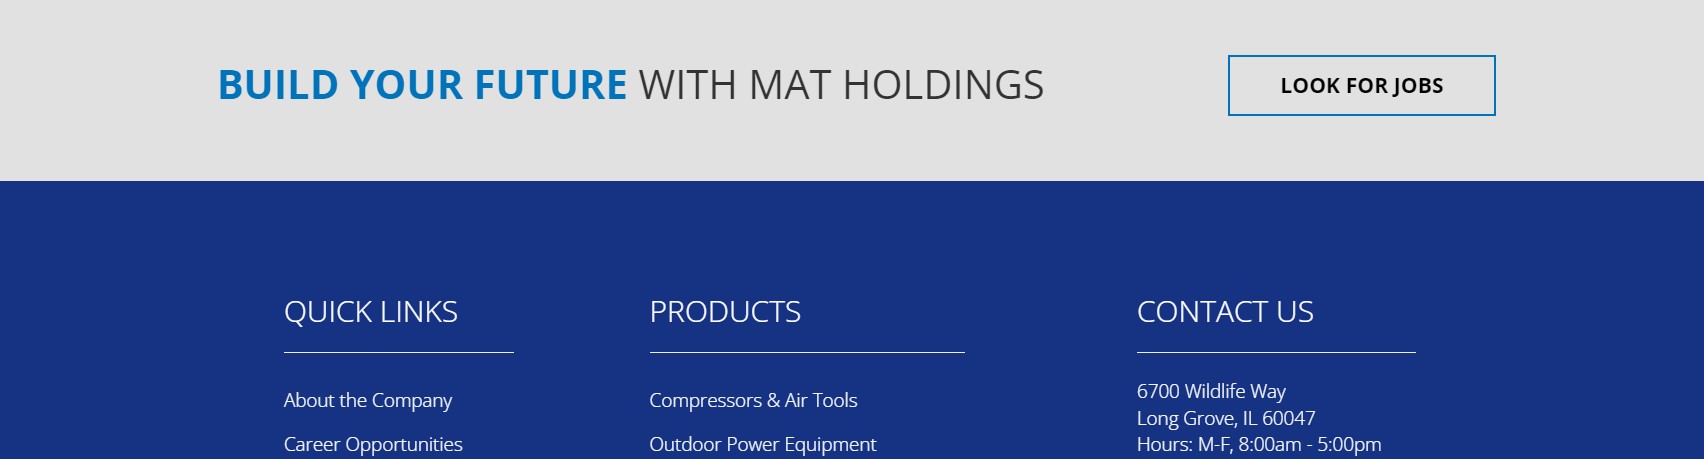 BUILD YOUR FUTURE WITH MAT HOLDINGS
LOOK FOR JOBS
QUICK LINKS
About the Company
Career Opportunities
PRODUCTS
Compressors & Air Tools
Outdoor Power Equipment
CONTACT US
6700 Wildlife Way
Long Grove, IL 60047
Hours: M-F, 8:00am - 5:00pm